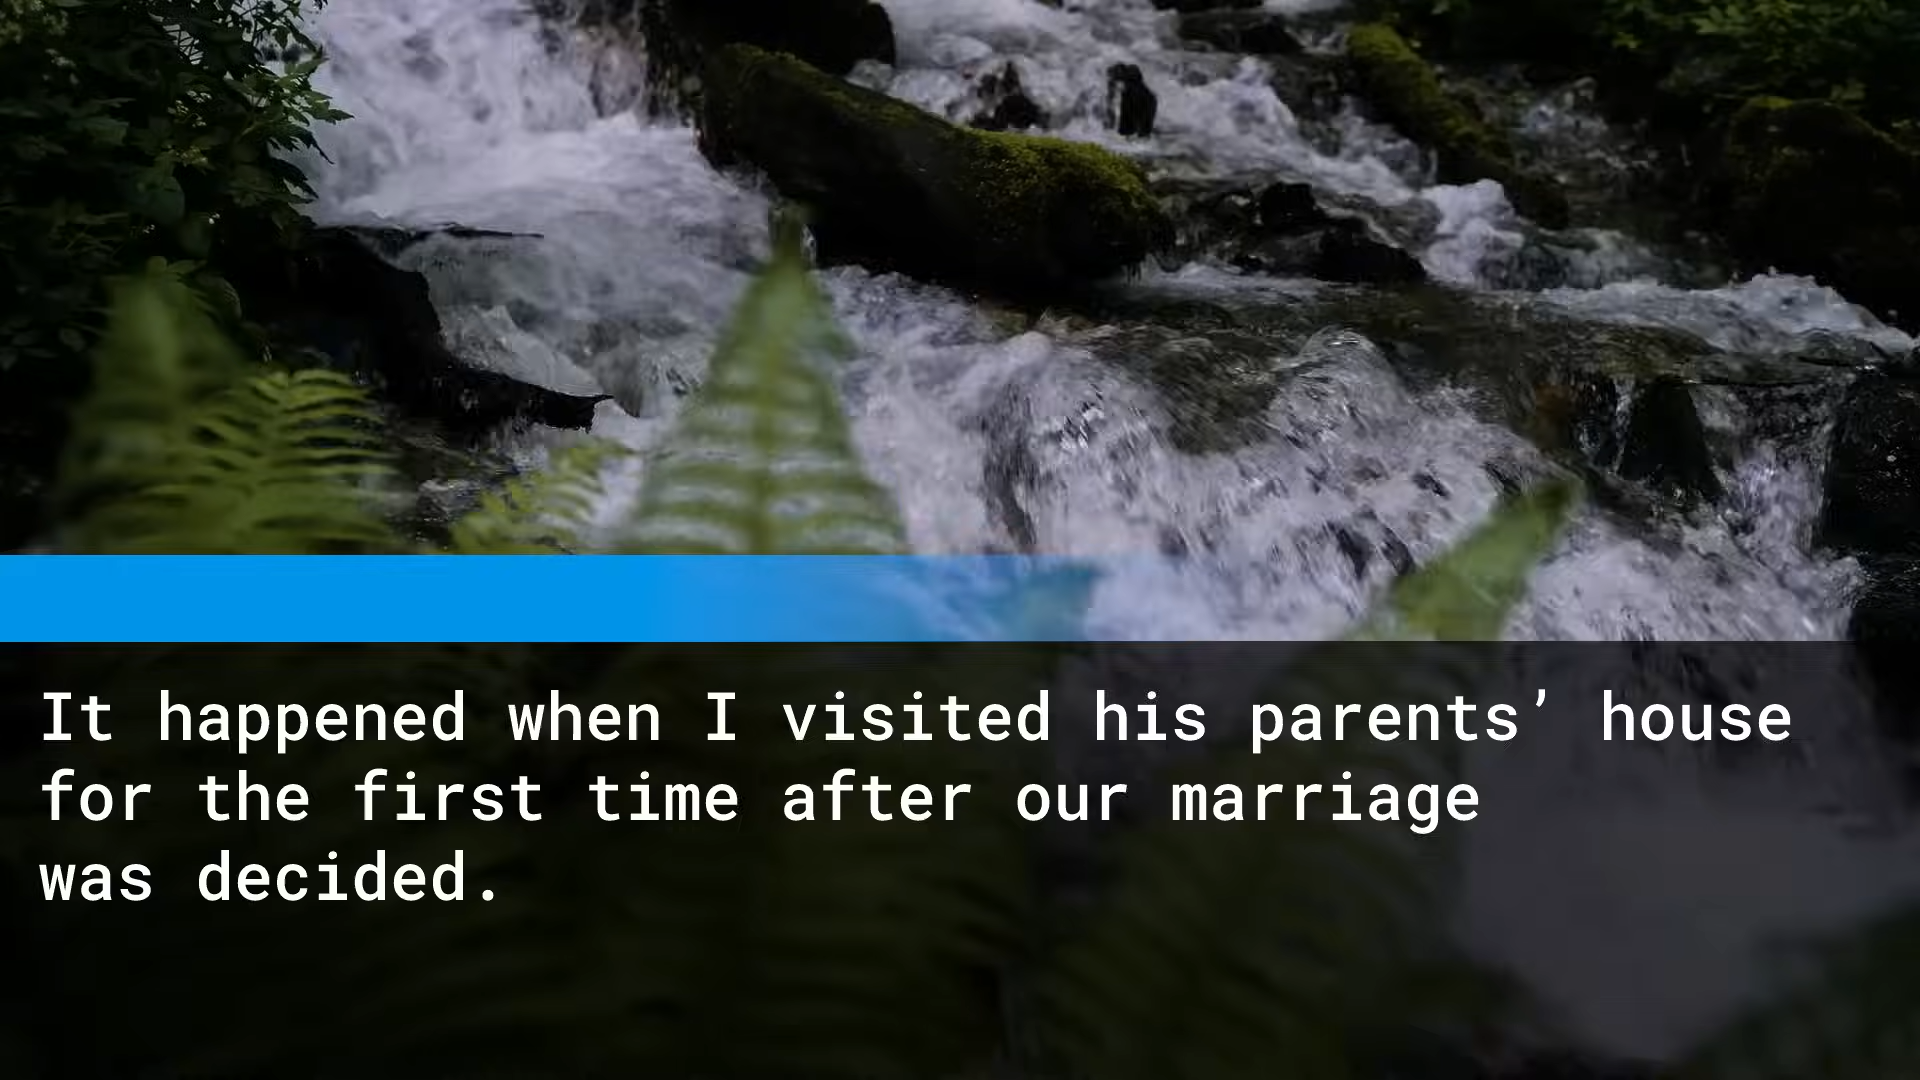 It happened when I visited his parents’ house
for the first time after our marriage
was decided.